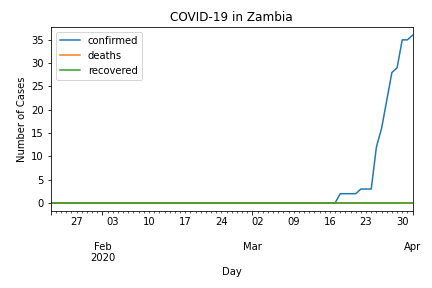 COVID-19 in Zambia
confirmed
deaths
recovered
Number of Cases
35
30
25
20
15
10
5
0
27 03 10 17 24 02 09 16 23 30
Feb Mar Apr
2020
Day